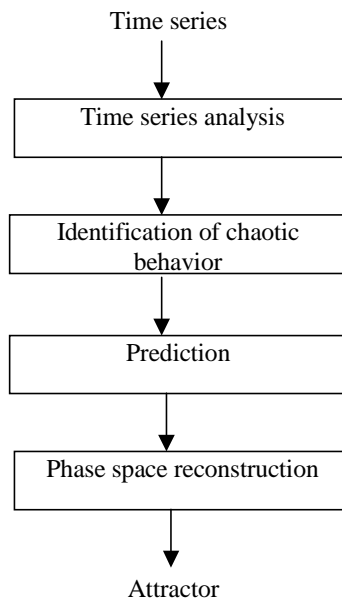 Time series
Time series analysis
Identification of chaotic
behavior
Prediction
Phase space reconstruction
Attractor